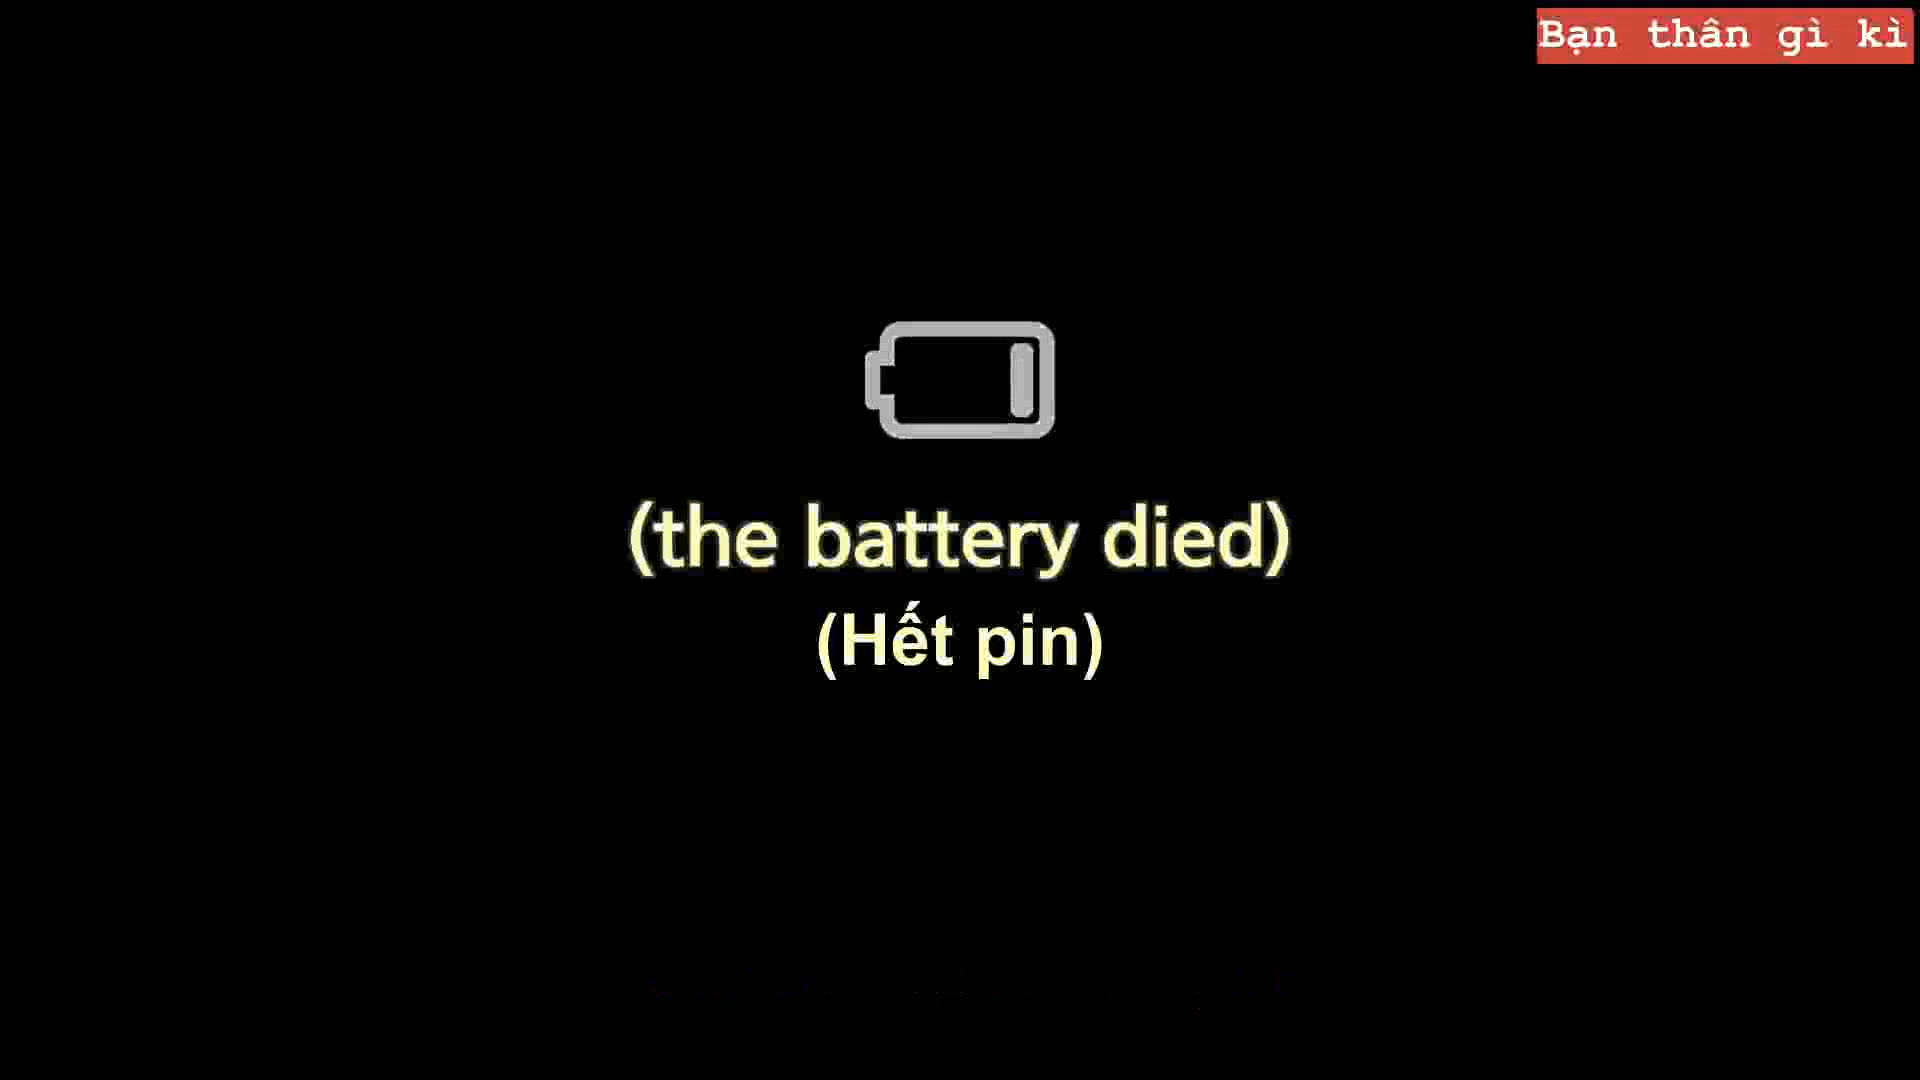 Bạn thân gì kì
(the battery died)
(Hết pin)